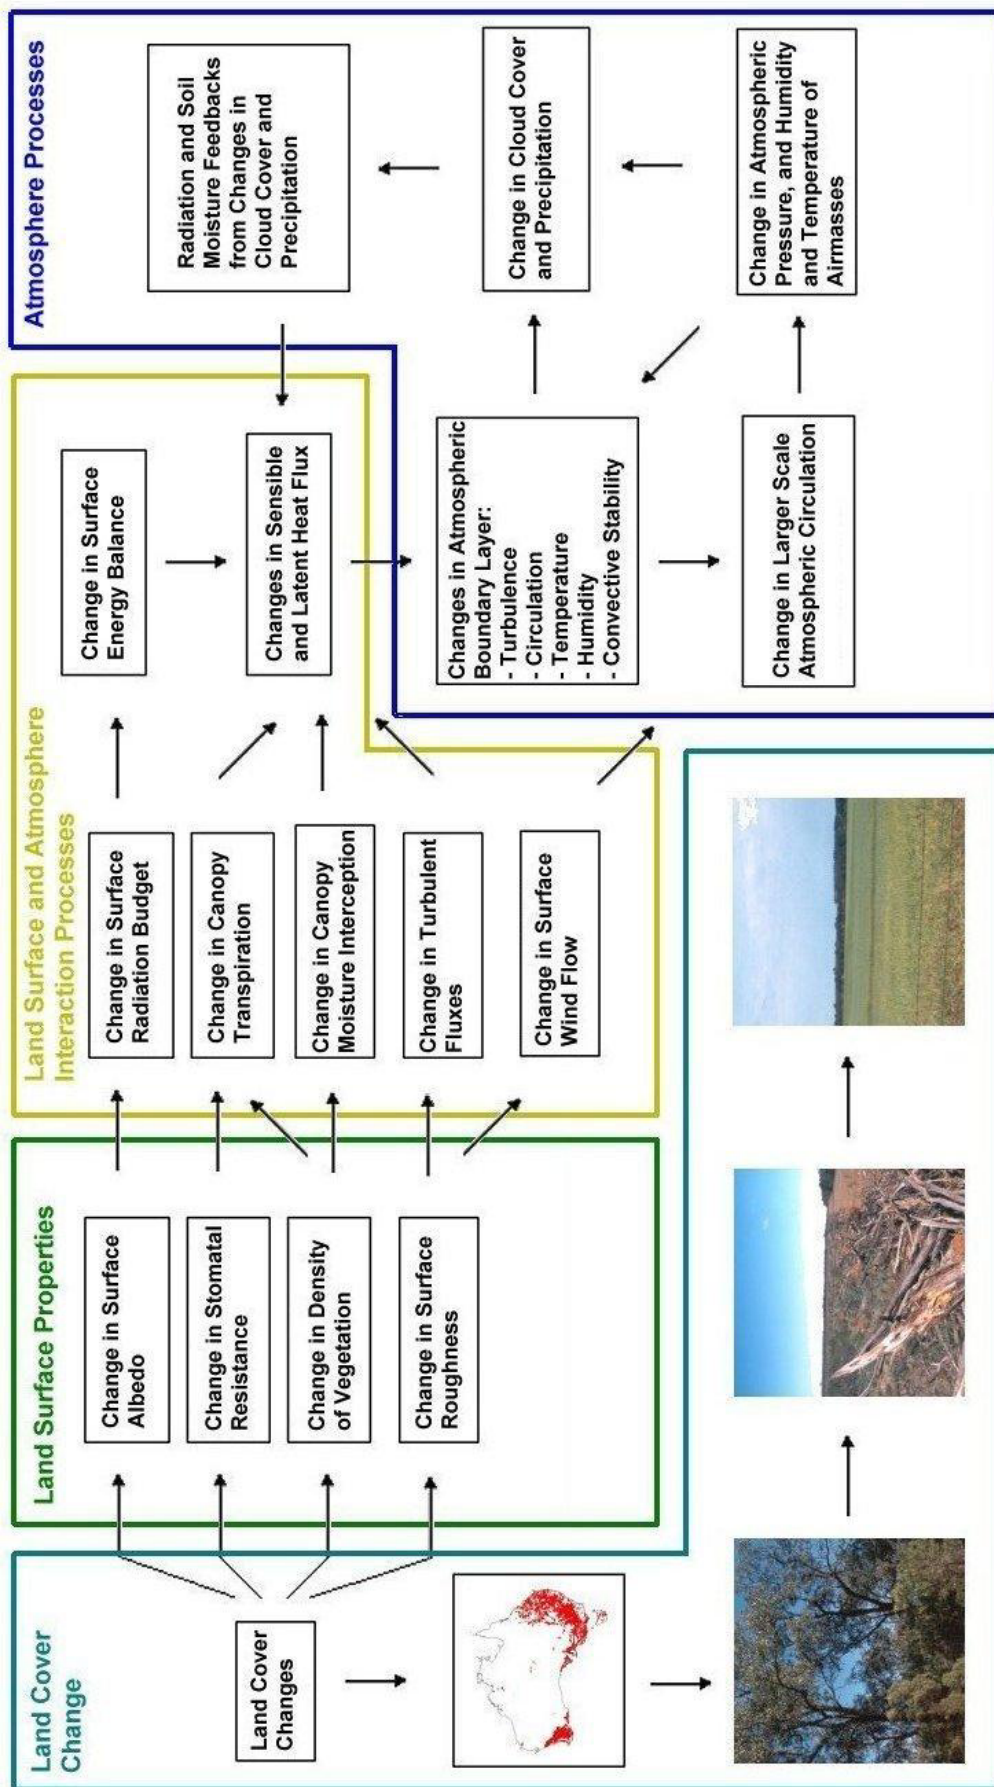 Land Cover
Change
Land Cover
Changes
Land Surface Properties
Change in Surface
Albedo
Change in Stomatal
Resistance
Change in Density
of Vegetation
Change in Surface
Roughness
Land Surface and Atmosphere
Interaction Processes
Change in Surface
Radiation Budget
Change in Canopy
Transpiration
Change in Canopy
Moisture Interception
Change in Turbulent
Fluxes
Change in Surface
Wind Flow
Change in Surface
Energy Balance
Changes in Sensible
and Latent Heat Flux
Atmosphere Processes
Changes in Atmospheric
Boundary Layer:
- Turbulence
- Circulation
- Temperature
- Humidity
- Convective Stability
Change in Larger Scale
Atmospheric Circulation
Radiation and Soil
Moisture Feedbacks
from Changes in
Cloud Cover and
Precipitation
Change in Cloud Cover
and Precipitation
Change in Atmospheric
Pressure, and Humidity
and Temperature of
Airmasses